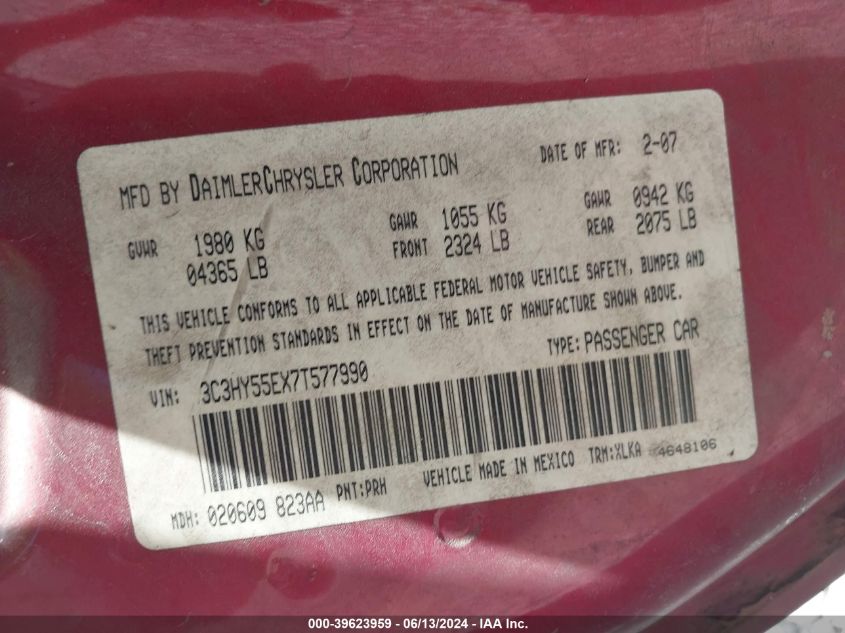 MFD BY DAIMLERCHRYSLER CORPORATION DATE OF MFR: 2-07
GVWR 1980 KG GAWR 1055 KG GAWR 0942 KG
04365 LB FRONT 2324 LB REAR 2075 LB
THIS VEHICLE CONFORMS TO ALL APPLICABLE FEDERAL MOTOR VEHICLE SAFETY, BUMPER AND
THEFT PREVENTION STANDARDS IN EFFECT ON THE DATE OF MANUFACTURE SHOWN ABOVE.
VIN: 3C3HY55EX7T577990 TYPE: PASSENGER CAR
MDH: 020609 823AA PNT:PRH VEHICLE MADE IN MEXICO TRM:XLKA 4648106
000-39623959 - 06/13/2024 - IAA, Inc.